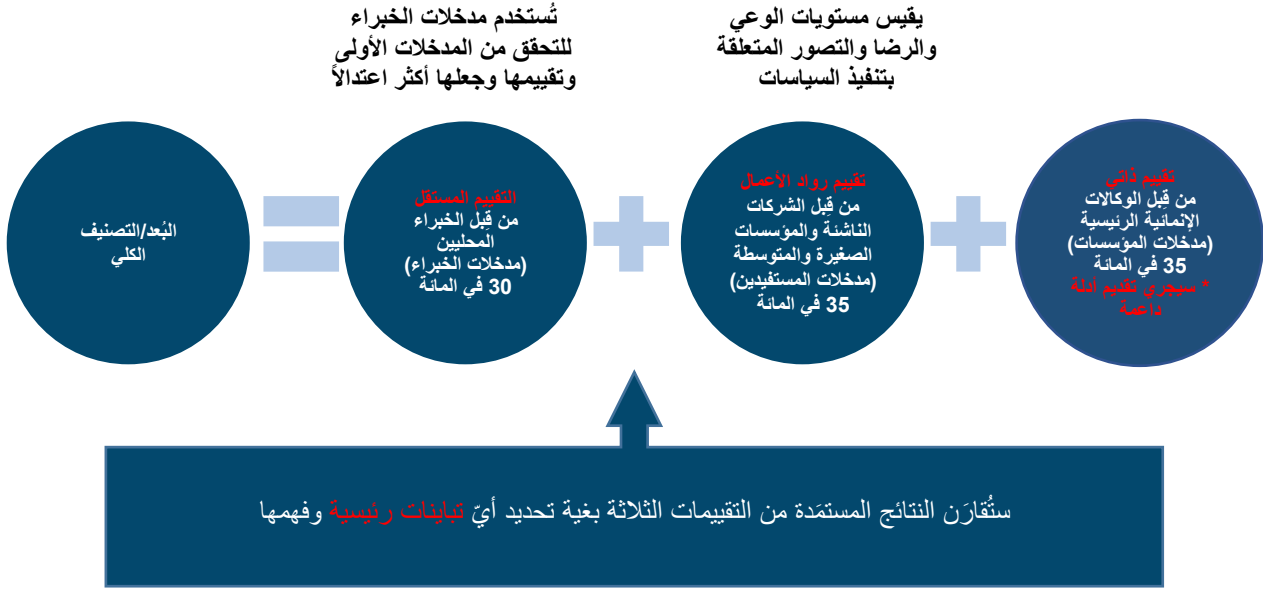 يقيس مستويات الوعي
والرضا والتصور المتعلقة
بتنفيذ السياسات
تُستخدم مدخلات الخبراء
للتحقق من المدخلات الأولى
وتقييمها وجعلها أكثر اعتدالاً
تقييم ذاتي
من قِبل الوكالات
الإنمائية الرئيسية
(مدخلات المؤسسات)
35 في المائة
* سيجري تقديم أدلة
داعمة
تقييم رواد الأعمال
من قِبل الشركات
الناشئة والمؤسسات
الصغيرة والمتوسطة
(مدخلات المستفيدين)
35 في المائة
التقييم المستقل
من قِبل الخبراء
المحليين
(مدخلات الخبراء)
30 في المائة
البُعد/التصنيف
الكلي
ستُقارَن النتائج المستمَدة من التقييمات الثلاثة بغية تحديد أيّ تباينات رئيسية وفهمها